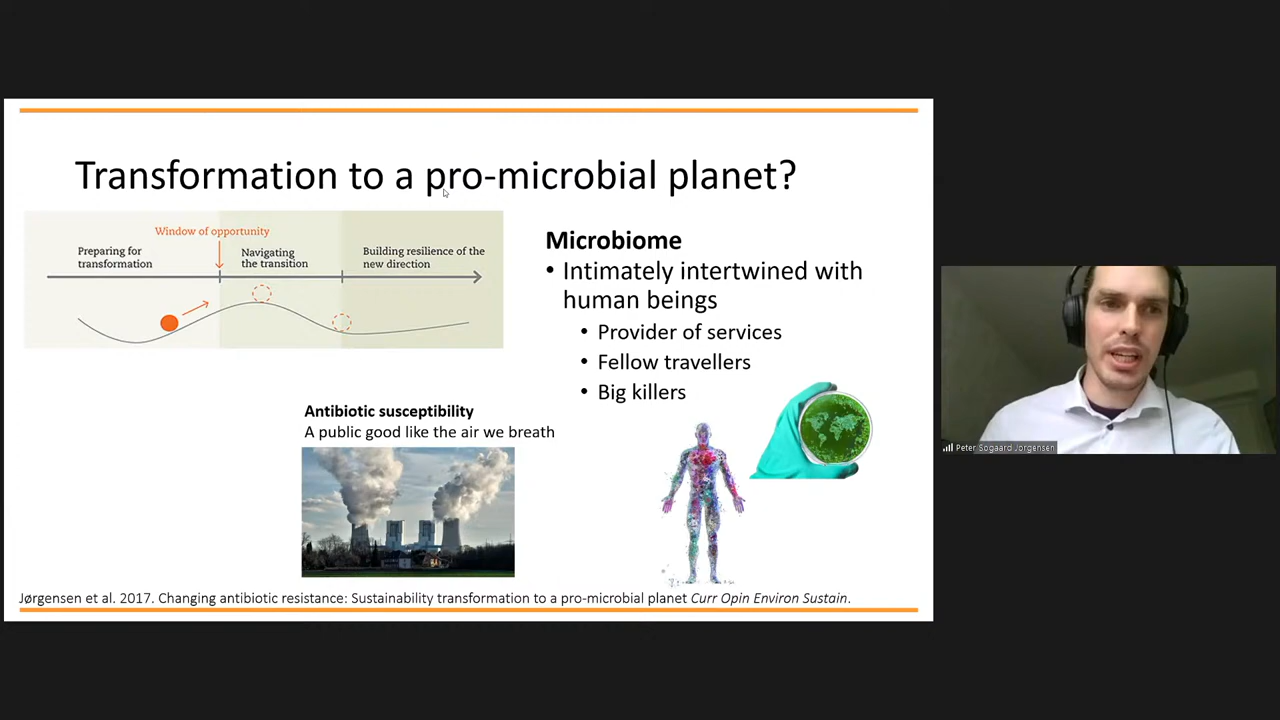 Transformation to a pro-microbial planet?
Window of opportunity
Preparing for
transformation
Navigating
the transition
Building resilience of the
new direction
Microbiome
• Intimately intertwined with
human beings
• Provider of services
• Fellow travellers
• Big killers
Antibiotic susceptibility
A public good like the air we breath
Jørgensen et al. 2017. Changing antibiotic resistance: Sustainability transformation to a pro-microbial planet Curr Opin Environ Sustain.
Peter Sogaard Jorgensen